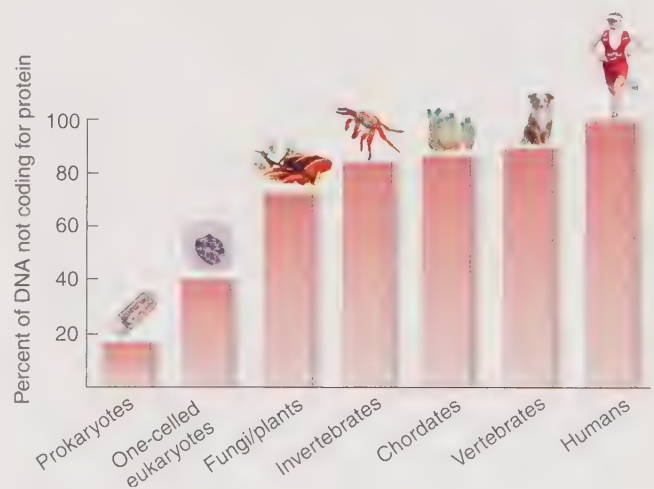 Percent of DNA not coding for protein
100
80
60
40
20
Prokaryotes
One-celled
eukaryotes
Fungi/plants
Invertebrates
Chordates
Vertebrates
Humans